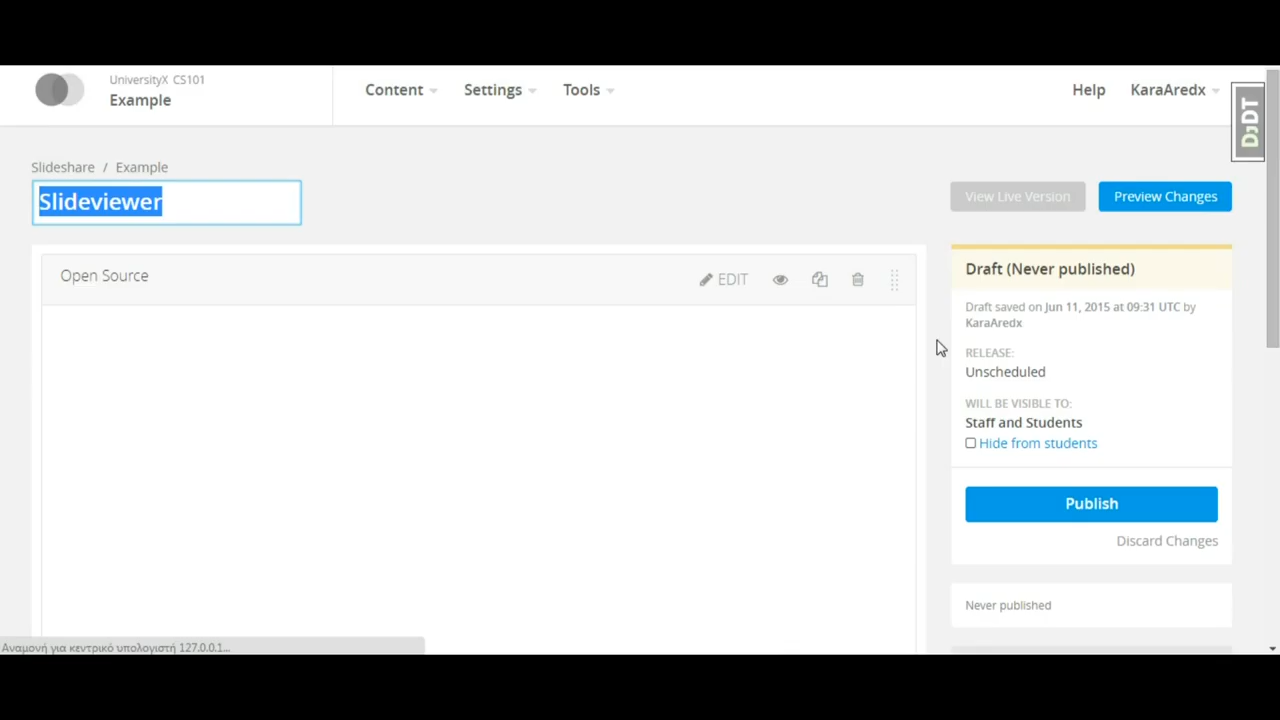 UniversityX CS101
Example
Content
Settings
Tools
Help
KaraAredx
DjDT
Slideshare / Example
Slideviewer
View Live Version
Preview Changes
Open Source
EDIT
Draft (Never published)
Draft saved on Jun 11, 2015 at 09:31 UTC by
KaraAredx
RELEASE:
Unscheduled
WILL BE VISIBLE TO:
Staff and Students
Hide from students
Publish
Discard Changes
Never published
Αναμονή για κεντρικό υπολογιστή 127.0.0.1...